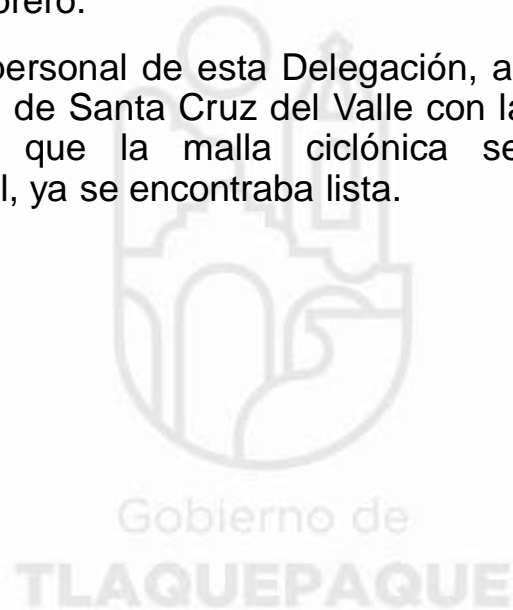 personal de esta Delegación, a
de Santa Cruz del Valle con la
que la malla ciclónica se
, ya se encontraba lista.
Gobierno de
TLAQUEPAQUE